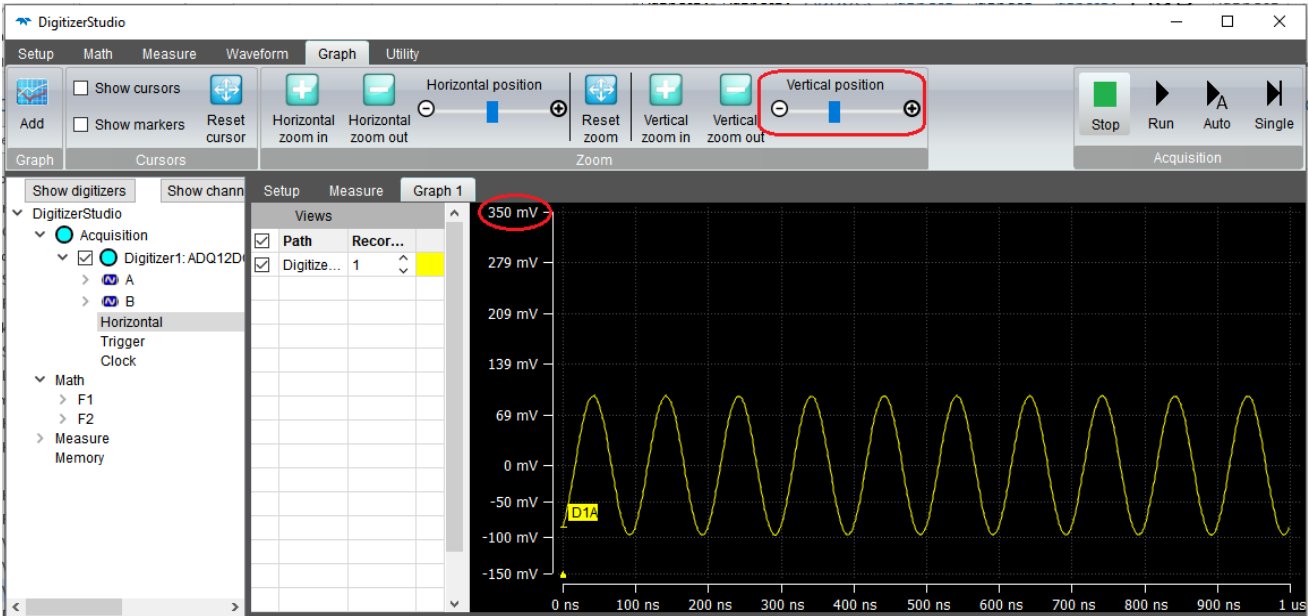 DigitizerStudio
Setup Math Measure Waveform Graph Utility
Show cursors
Show markers
Add
Reset cursor
Horizontal zoom in
Horizontal zoom out
Horizontal position
Reset zoom
Vertical zoom in
Vertical zoom out
Vertical position
Stop Run Auto Single
A
Graph Cursors Zoom Acquisition
Show digitizers Show chann
DigitizerStudio
Acquisition
Digitizer1: ADQ12D
A
B
Horizontal
Trigger
Clock
Math
F1
F2
Measure
Memory
Setup Measure Graph 1
Views
Path Recor...
Digitize... 1
350 mV
279 mV
209 mV
139 mV
69 mV
0 mV
-50 mV
-100 mV
-150 mV
D1A
0 ns 100 ns 200 ns 300 ns 400 ns 500 ns 600 ns 700 ns 800 ns 900 ns 1 us